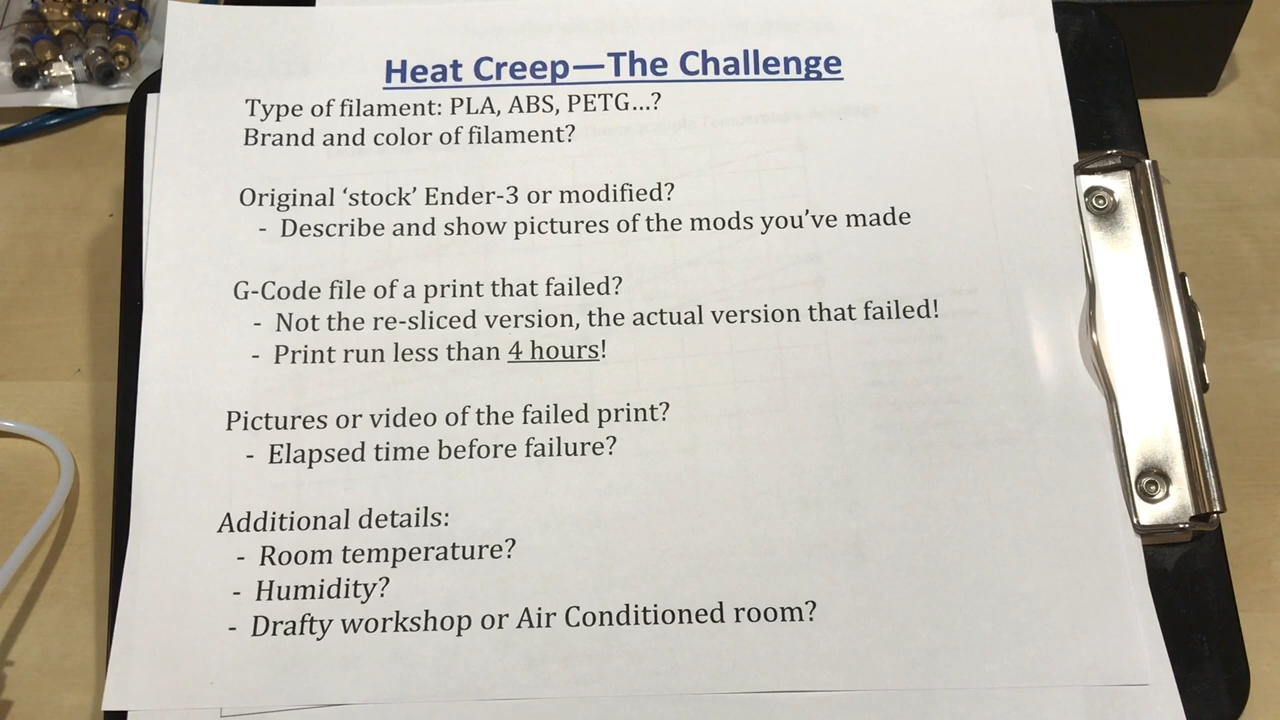 Heat Creep—The Challenge
Type of filament: PLA, ABS, PETG...?
Brand and color of filament?
Original ‘stock’ Ender-3 or modified?
- Describe and show pictures of the mods you’ve made
G-Code file of a print that failed?
- Not the re-sliced version, the actual version that failed!
- Print run less than 4 hours!
Pictures or video of the failed print?
- Elapsed time before failure?
Additional details:
- Room temperature?
- Humidity?
- Drafty workshop or Air Conditioned room?